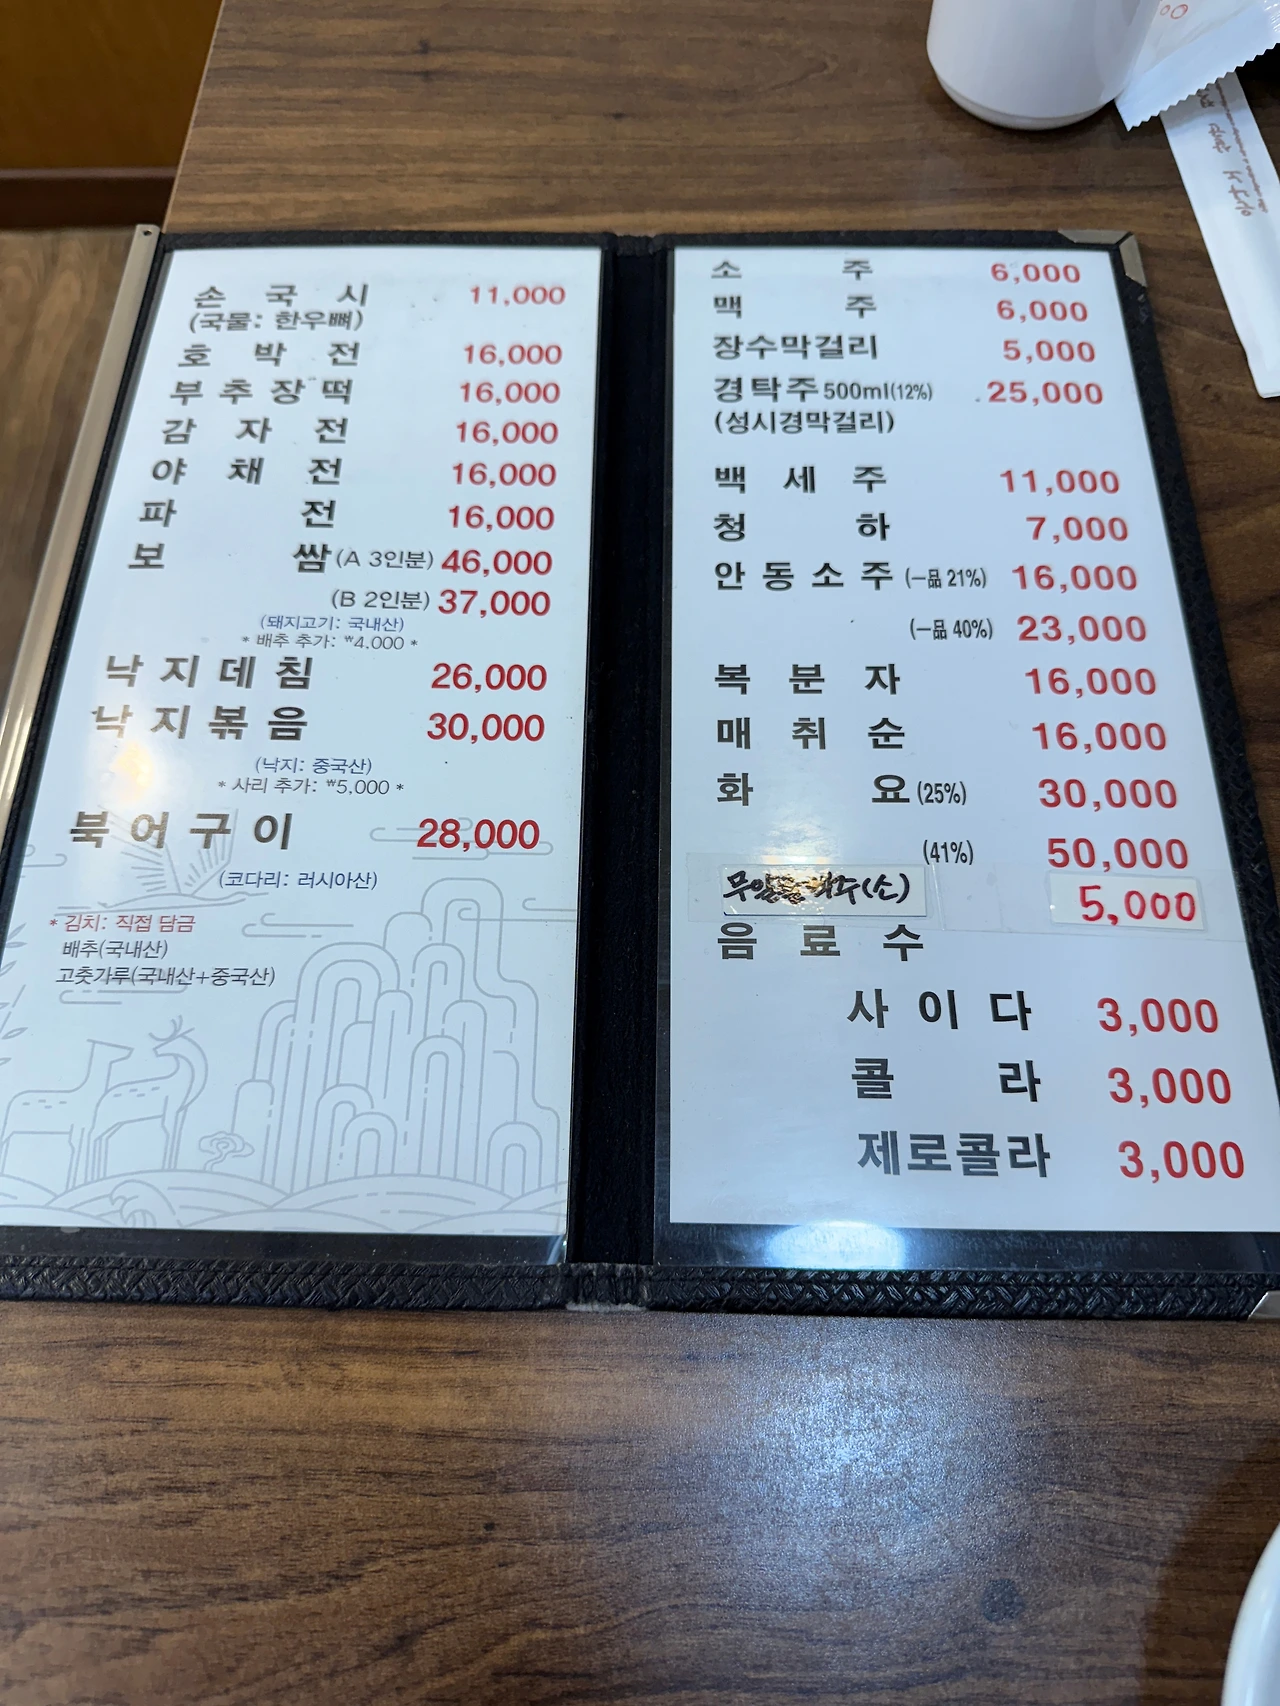 손국시 11,000
(국물: 한우뼈)
호박전 16,000
부추장떡 16,000
감자전 16,000
야채전 16,000
파전 16,000
보쌈(A 3인분) 46,000
(B 2인분) 37,000
(돼지고기: 국내산)
* 배추 추가: ₩4,000 *
낙지데침 26,000
낙지볶음 30,000
(낙지: 중국산)
* 사리 추가: ₩5,000 *
북어구이 28,000
(코다리: 러시아산)
* 김치: 직접 담금
배추(국내산)
고춧가루(국내산+중국산)
소주 6,000
맥주 6,000
장수막걸리 5,000
경탁주 500ml(12%) 25,000
(성시경막걸리)
백세주 11,000
청하 7,000
안동소주 (一品 21%) 16,000
(一品 40%) 23,000
복분자 16,000
매취순 16,000
화요 (25%) 30,000
(41%) 50,000
(소) 5,000
음료수
사이다 3,000
콜라 3,000
제로콜라 3,000